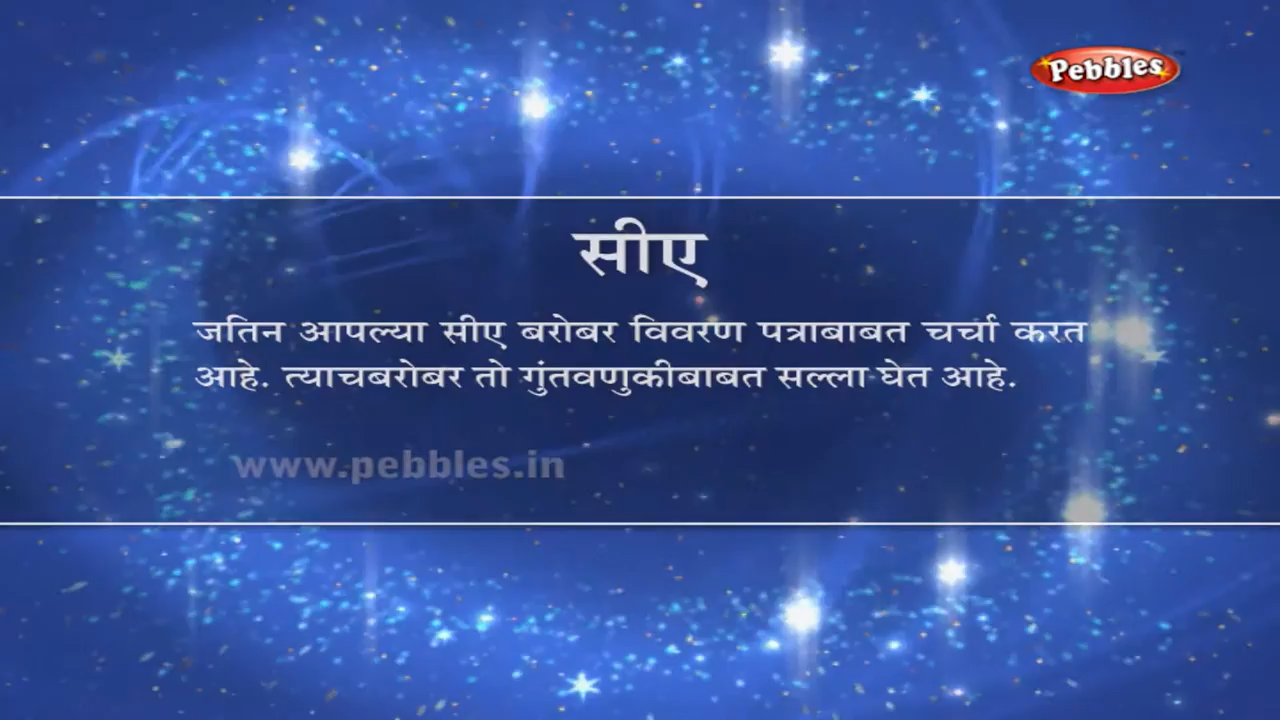 Pebbles
सीए
जतिन आपल्या सीए बरोबर विवरण पत्राबाबत चर्चा करत
आहे. त्याचबरोबर तो गुंतवणुकीबाबत सल्ला घेत आहे.
www.pebbles.in